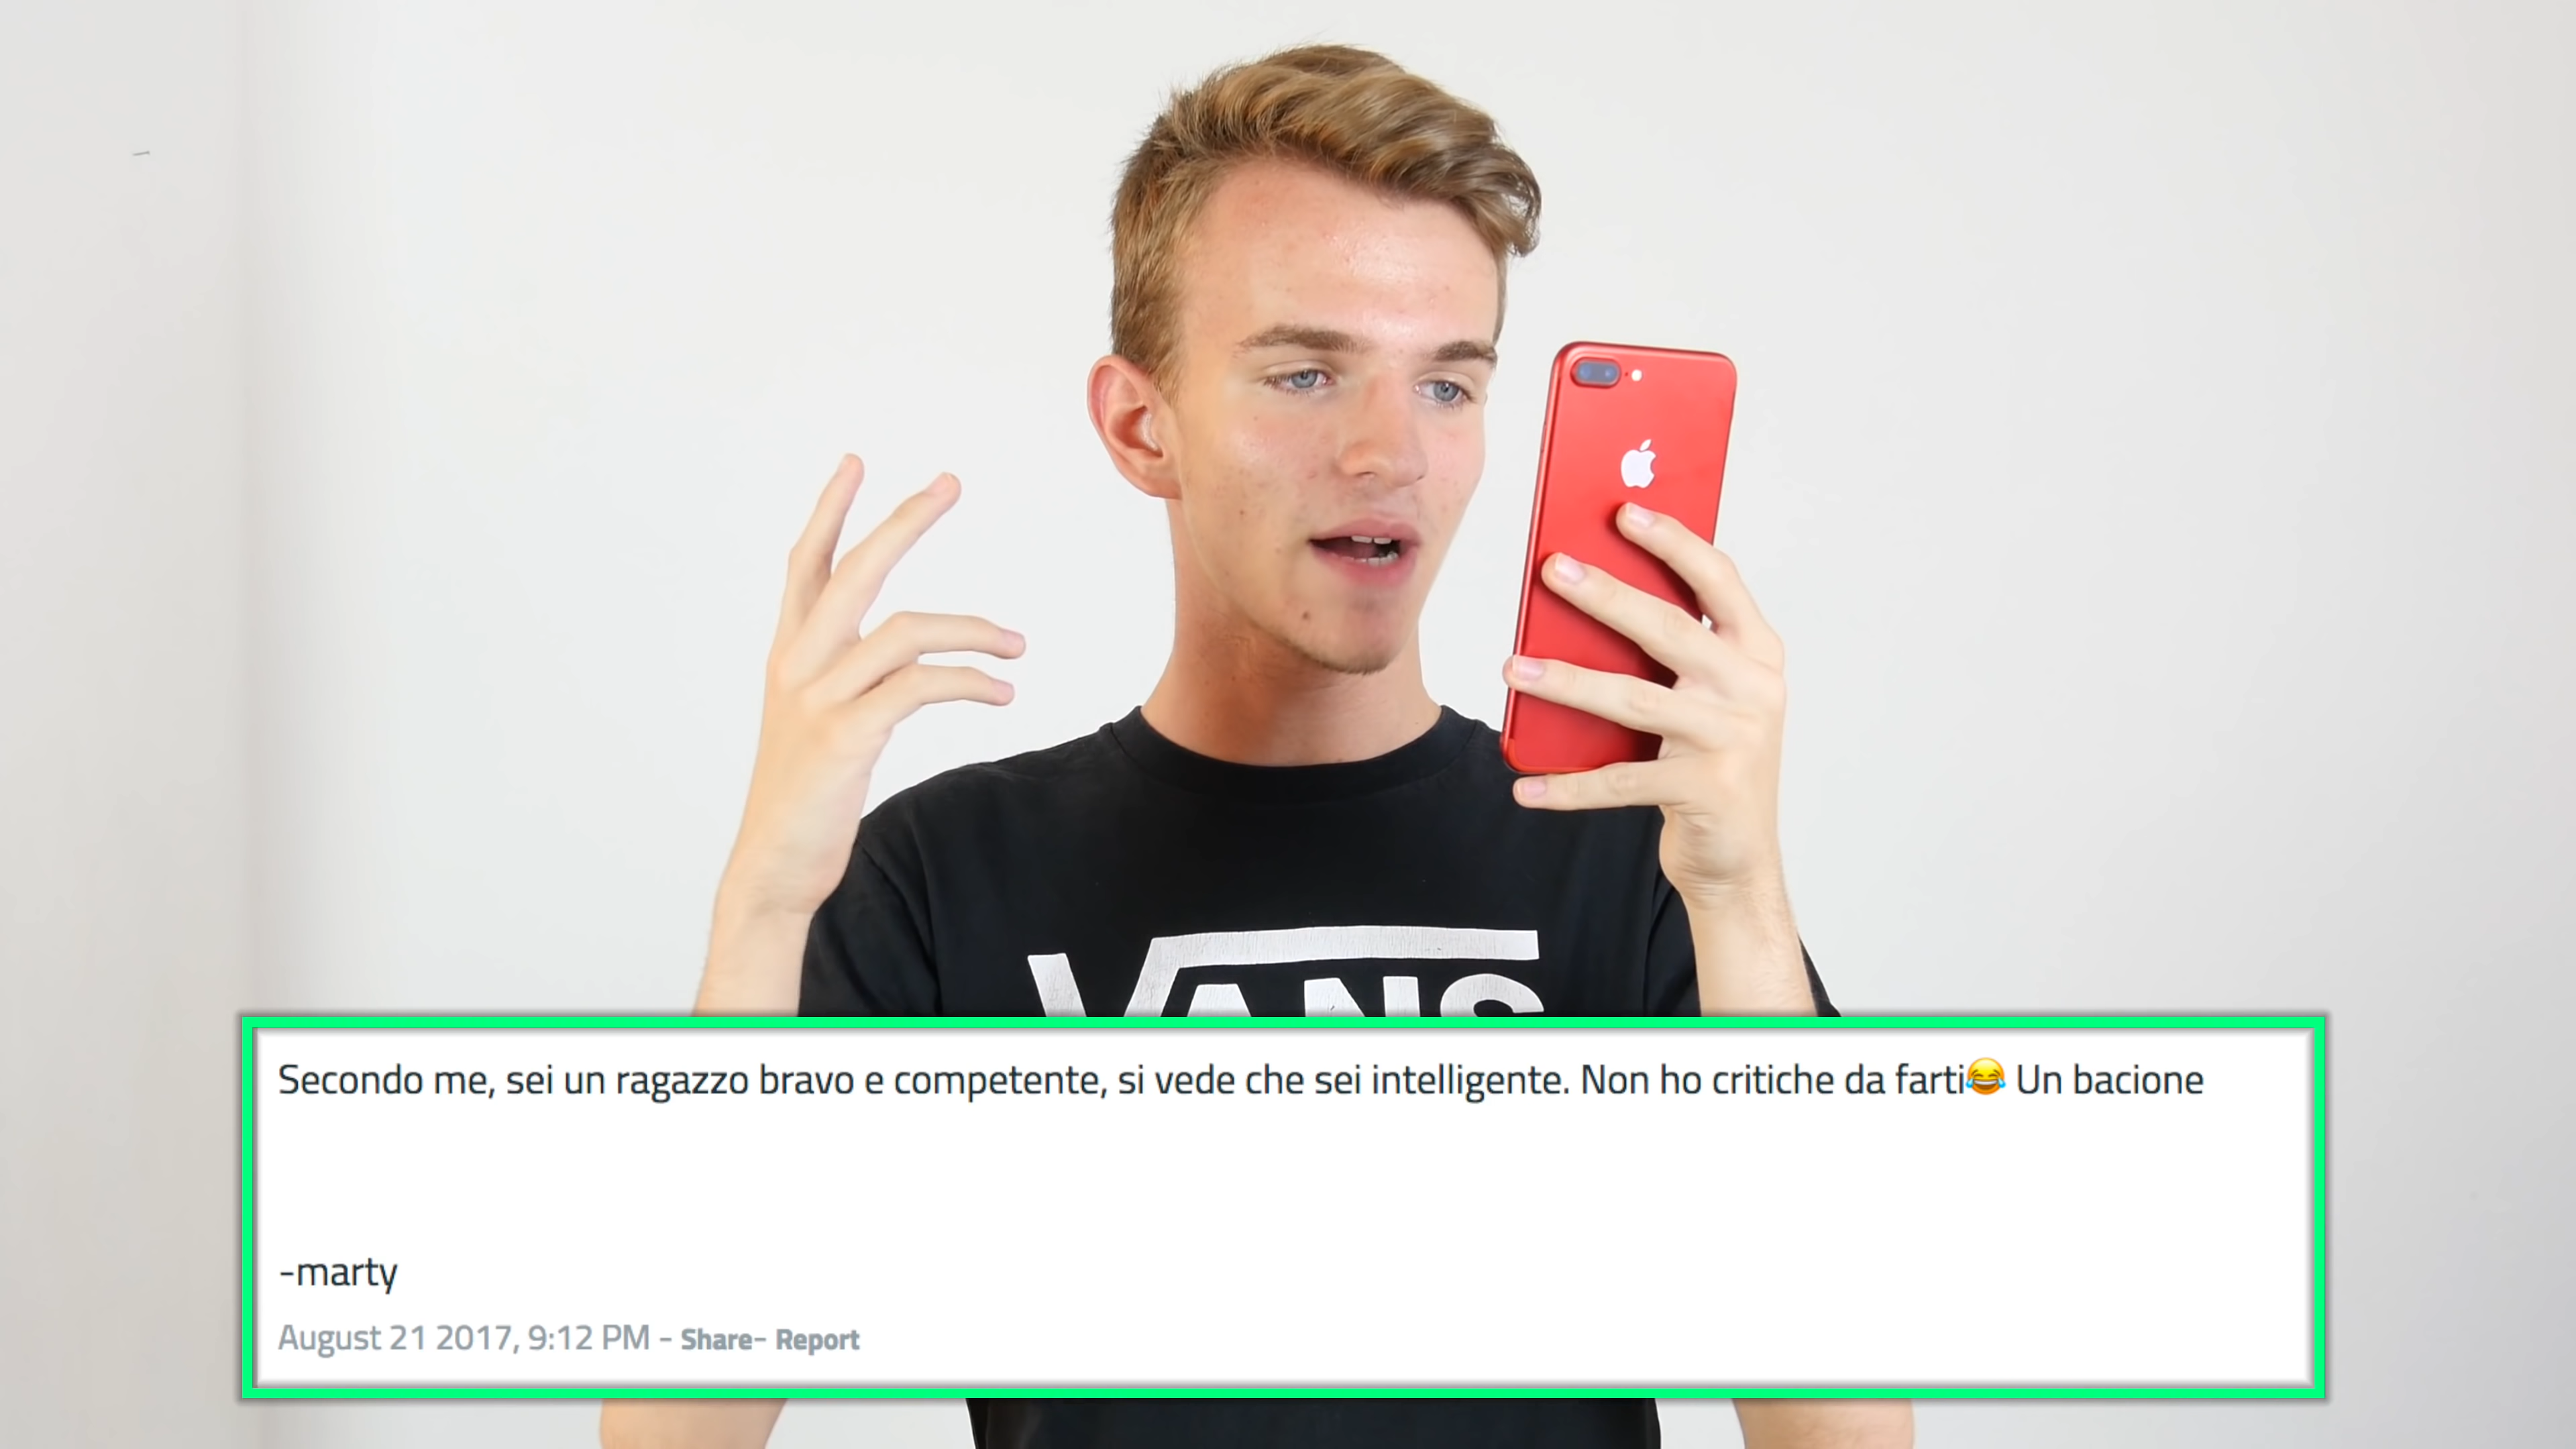 VANS
Secondo me, sei un ragazzo bravo e competente, si vede che sei intelligente. Non ho critiche da farti😂 Un bacione
-marty
August 21 2017, 9:12 PM - Share- Report